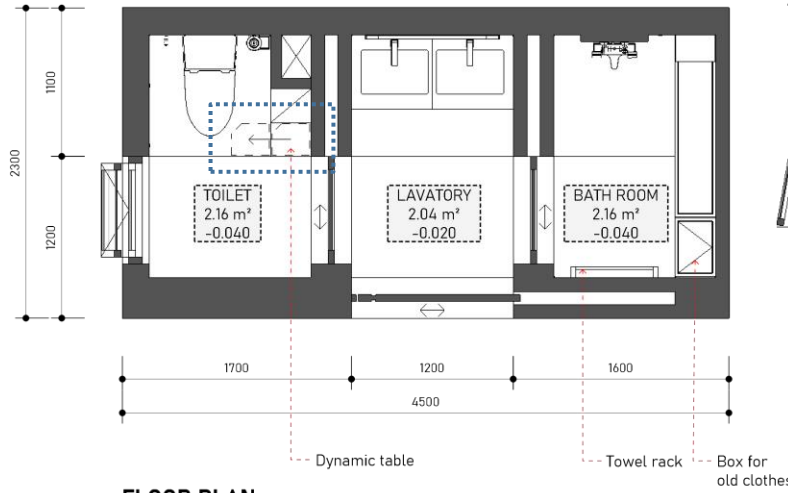 1100
2300
1200
TOILET
2.16 m²
-0.040
LAVATORY
2.04 m²
-0.020
BATH ROOM
2.16 m²
-0.040
1700
1200
1600
4500
Dynamic table
Towel rack
Box for
old clothes
FLOOR PLAN